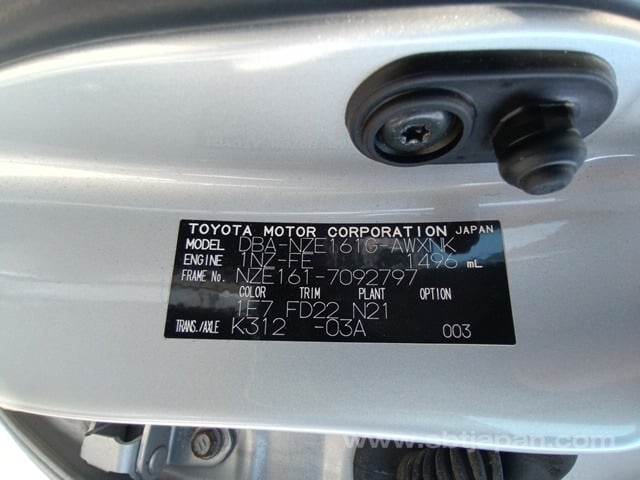 TOYOTA MOTOR CORPORATION JAPAN
MODEL DBA-NZE161G-AWXNK
ENGINE 1NZ-FE 1496 mL
FRAME No. NZE161-7092797
COLOR TRIM PLANT OPTION
1E7 FD22 N21
TRANS./AXLE K312 -03A 003
www.sbtjapan.com